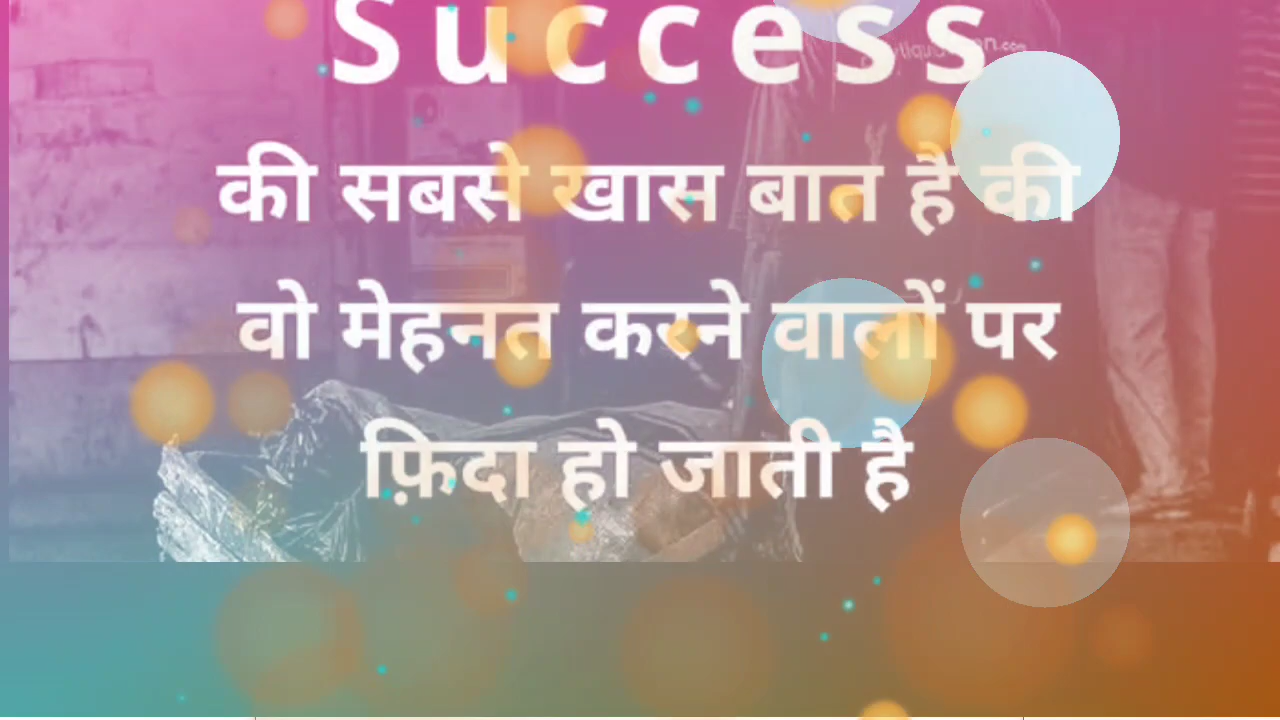 Success
की सबसे खास बात है की
वो मेहनत करने वालों पर
फ़िदा हो जाती है